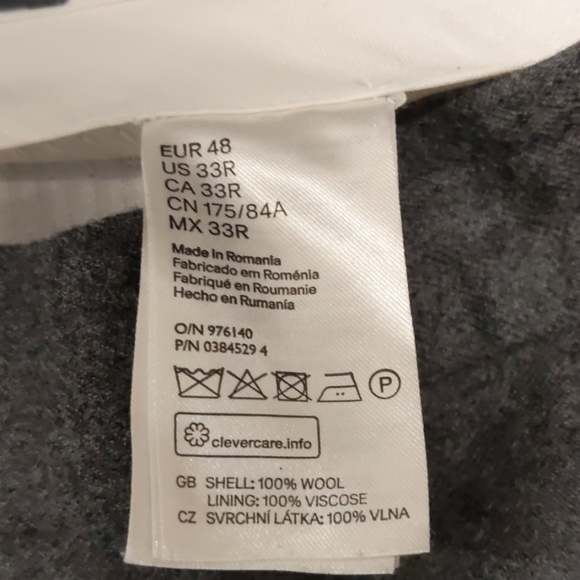 EUR 48
US 33R
CA 33R
CN 175/84A
MX 33R
Made in Romania
Fabricado em Roménia
Fabriqué en Roumanie
Hecho en Rumanía
O/N 976140
P/N 0384529 4
P
clevercare.info
GB SHELL: 100% WOOL
LINING: 100% VISCOSE
CZ SVRCHNÍ LÁTKA: 100% VLNA